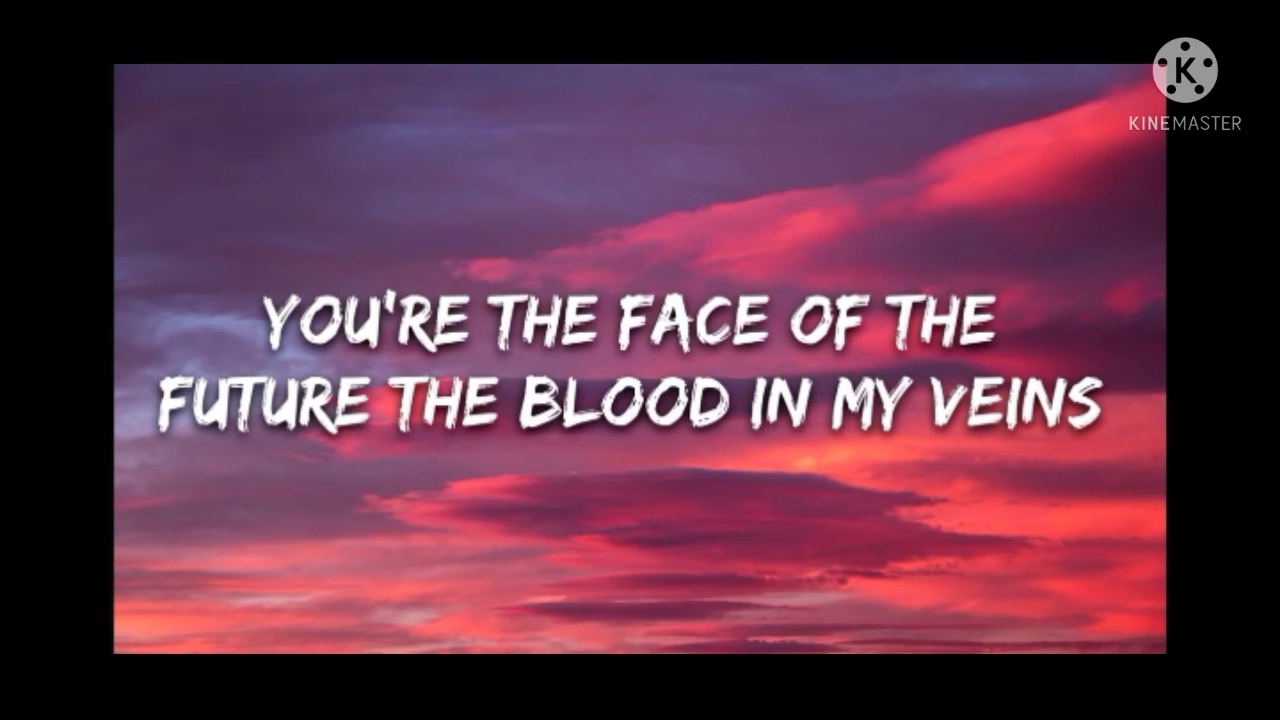 K
KINEMASTER
YOU'RE THE FACE OF THE
FUTURE THE BLOOD IN MY VEINS